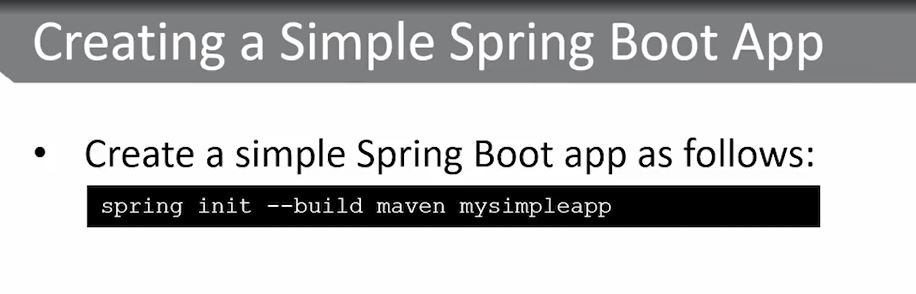 Creating a Simple Spring Boot App
• Create a simple Spring Boot app as follows:
spring init --build maven mysimpleapp